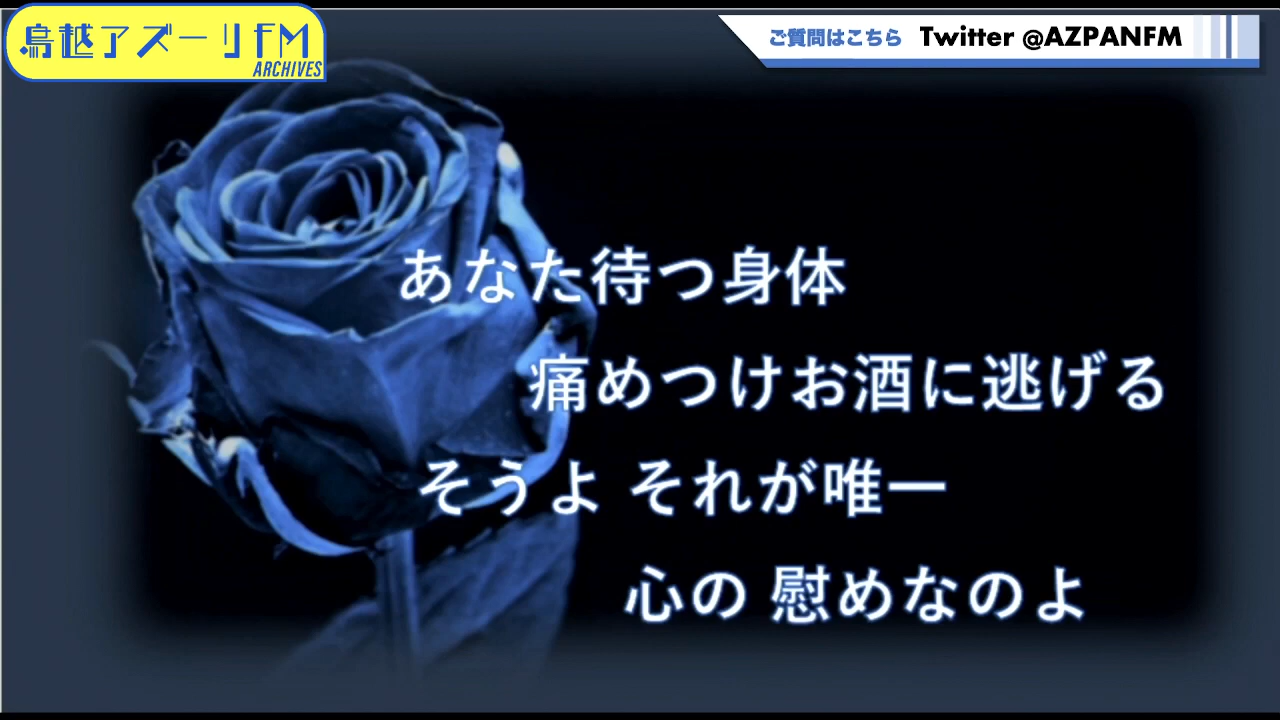 鳥越アズーリFM
ARCHIVES
ご質問はこちら Twitter @AZPANFM
あなた待つ身体
痛めつけお酒に逃げる
そうよ それが唯一
心の 慰めなのよ